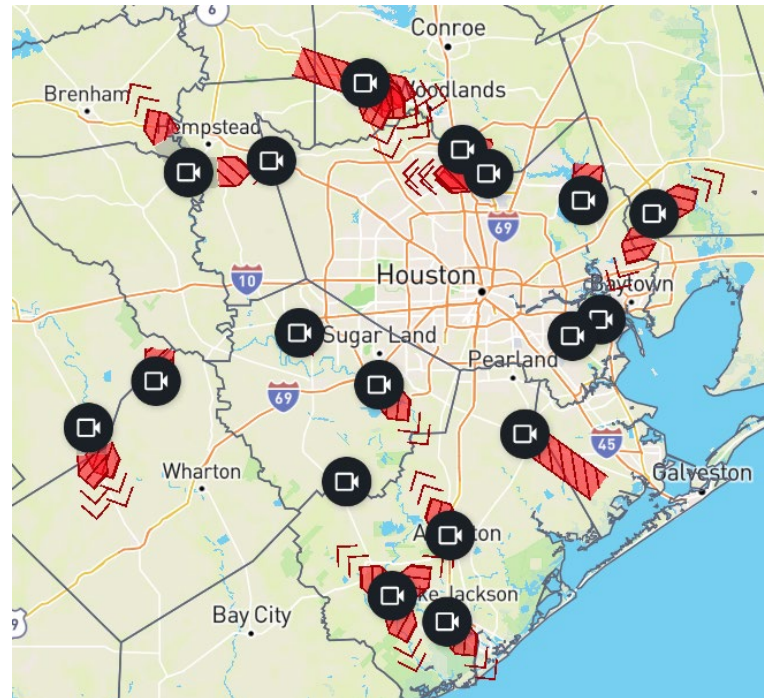 6
Conroe
Brenham
Woodlands
Hempstead
69
Houston
10
Baytown
Sugar Land
Pearland
69
45
Wharton
Galveston
Jackson
Bay City
9